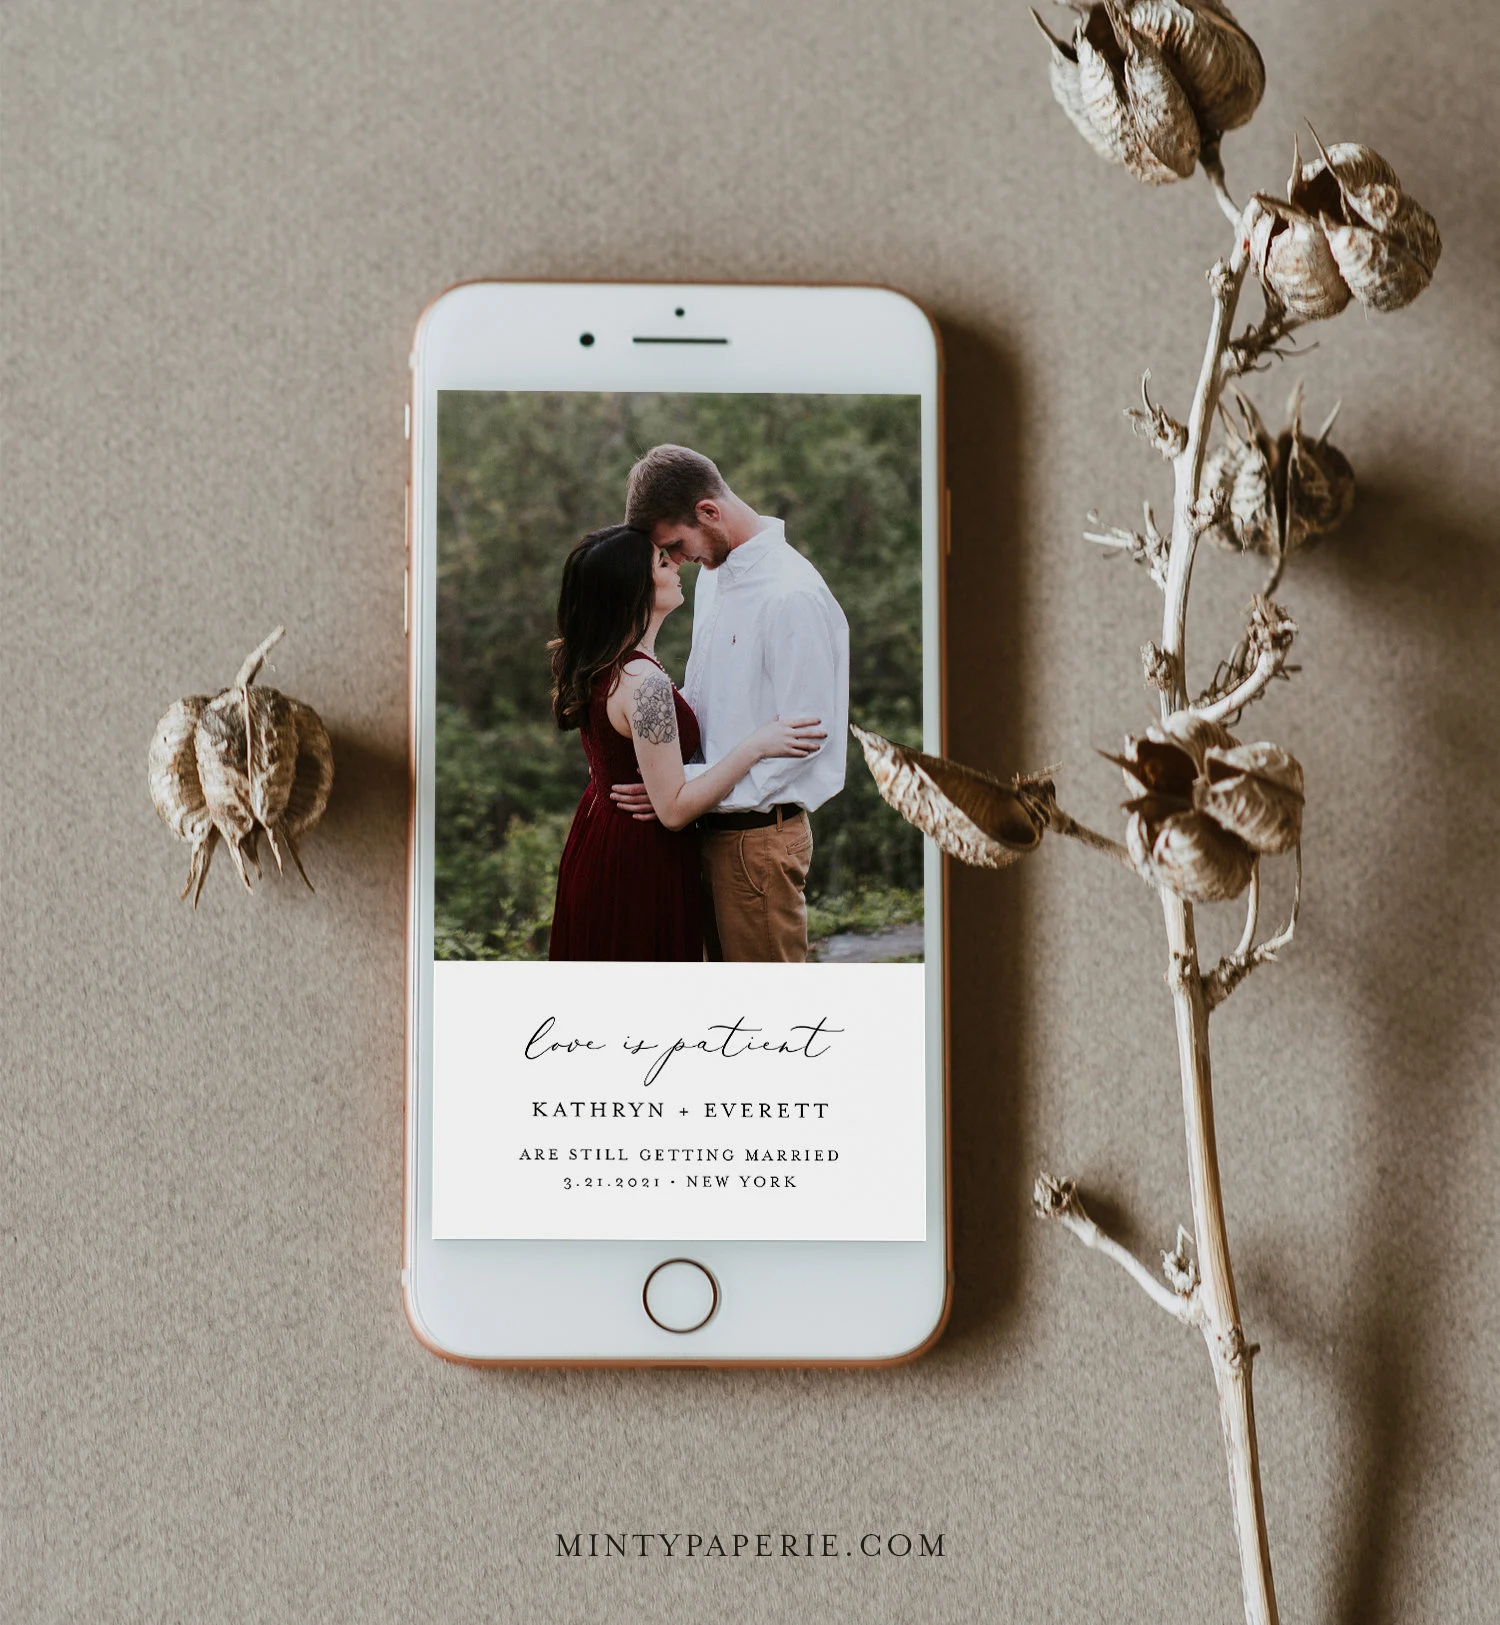 love is patient
KATHRYN + EVERETT
ARE STILL GETTING MARRIED
3.21.2021 • NEW YORK
MINTYPAPERIE.COM